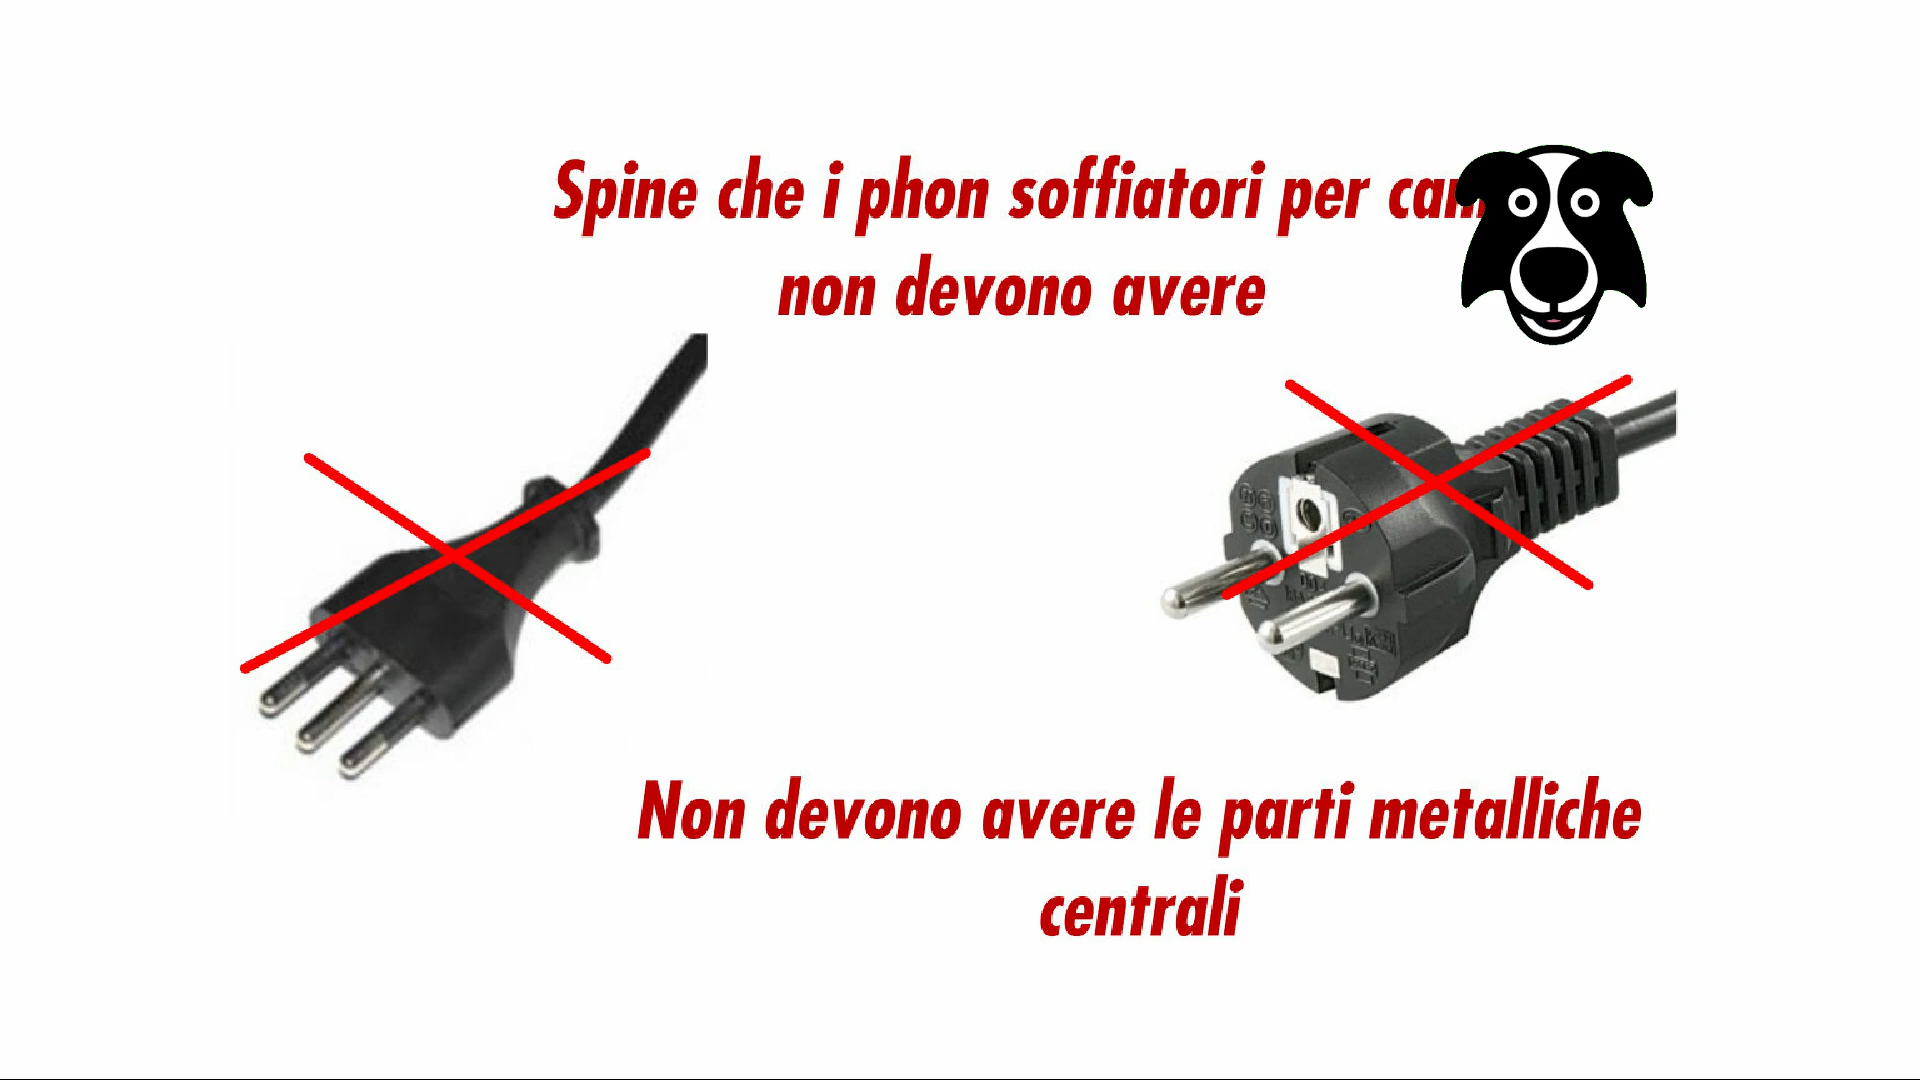 Spine che i phon soffiatori per
non devono avere
Non devono avere le parti metalliche
centrali